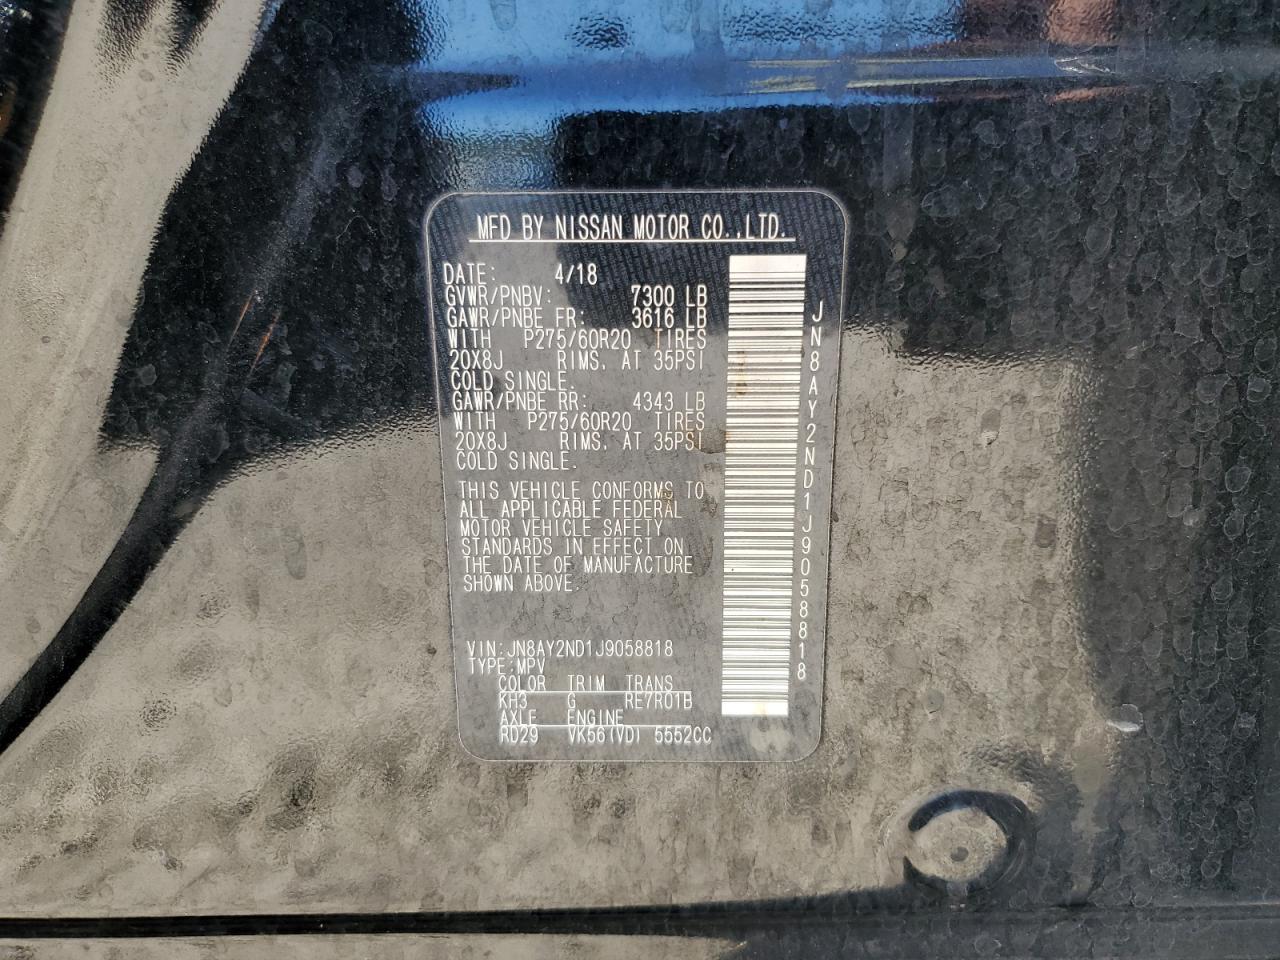 MFD BY NISSAN MOTOR CO.,LTD.
DATE: 4/18
GVWR/PNBV: 7300 LB
GAWR/PNBE FR: 3616 LB
WITH P275/60R20 TIRES
20X8J RIMS, AT 35PSI
COLD SINGLE.
GAWR/PNBE RR: 4343 LB
WITH P275/60R20 TIRES
20X8J RIMS, AT 35PSI
COLD SINGLE.
THIS VEHICLE CONFORMS TO
ALL APPLICABLE FEDERAL
MOTOR VEHICLE SAFETY
STANDARDS IN EFFECT ON
THE DATE OF MANUFACTURE
SHOWN ABOVE.
VIN:JN8AY2ND1J9058818
TYPE:MPV
COLOR TRIM TRANS
KH3 G RE7R01B
AXLE ENGINE
RD29 VK56(VD) 5552CC
JN8AY2ND1J9058818